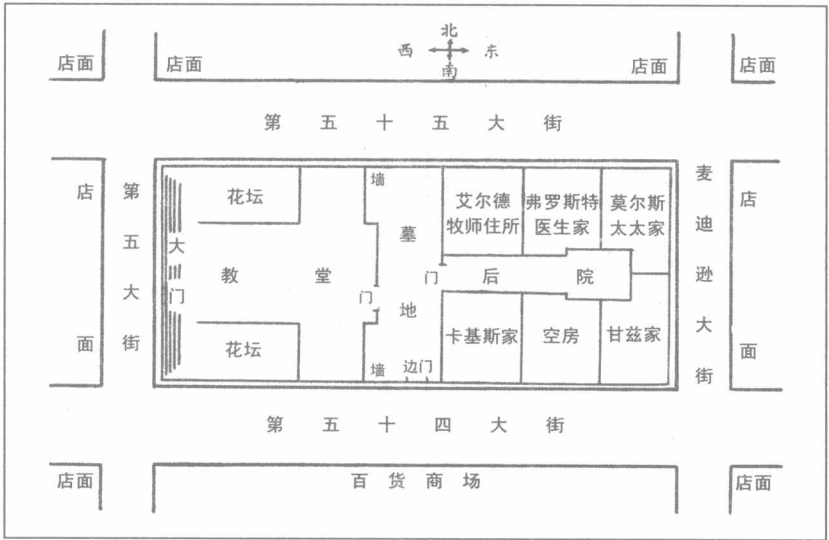 北
西 东
南
店面 店面 店面 店面
第五十五大街
店面
第五大街
大门
花坛
教堂
花坛
门
墙
墓地
墙
边门
门
艾尔德
牧师住所
弗罗斯特
医生家
莫尔斯
太太家
后院
卡基斯家
空房
甘兹家
麦迪逊大街
店面
第五十四大街
店面 百货商场 店面